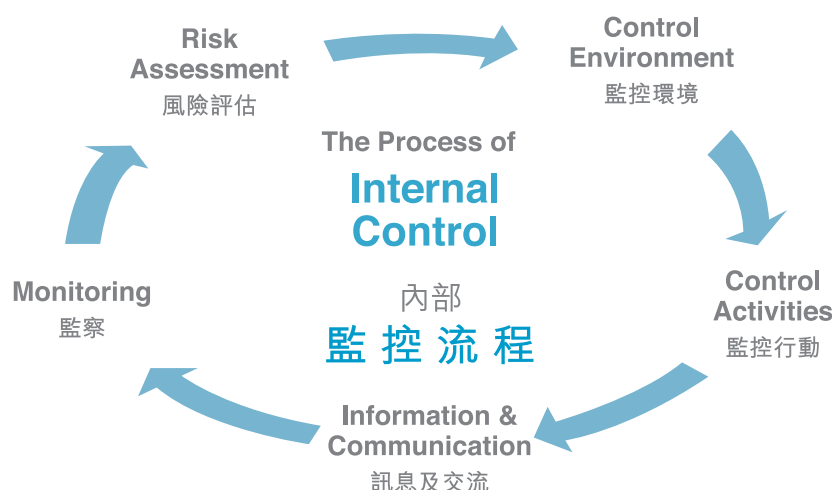 Risk
Assessment
風險評估
Control
Environment
監控環境
The Process of
Internal
Control
內部
監控流程
Monitoring
監察
Control
Activities
監控行動
Information &
Communication
訊息及交流